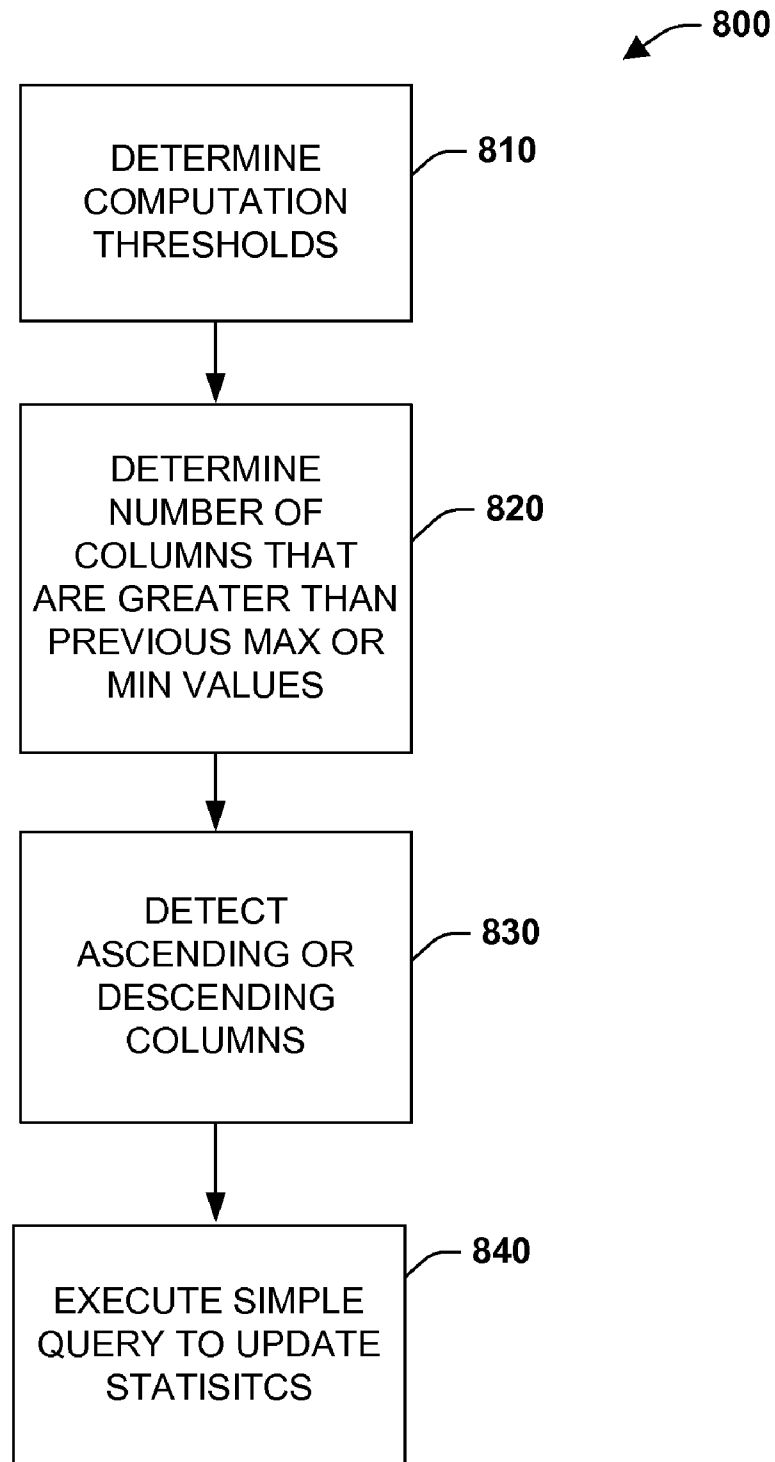 800
DETERMINE
COMPUTATION
THRESHOLDS
810
DETERMINE
NUMBER OF
COLUMNS THAT
ARE GREATER THAN
PREVIOUS MAX OR
MIN VALUES
820
DETECT
ASCENDING OR
DESCENDING
COLUMNS
830
EXECUTE SIMPLE
QUERY TO UPDATE
STATISITCS
840